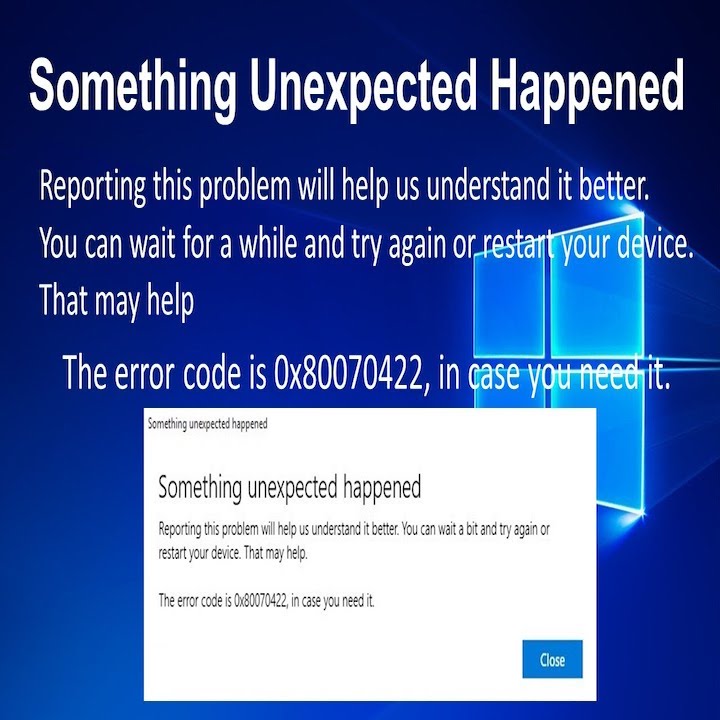 Something Unexpected Happened
Reporting this problem will help us understand it better.
You can wait for a while and try again or restart your device.
That may help
The error code is 0x80070422, in case you need it.
Something unexpected happened
Something unexpected happened
Reporting this problem will help us understand it better. You can wait a bit and try again or
restart your device. That may help.
The error code is 0x80070422, in case you need it.
Close